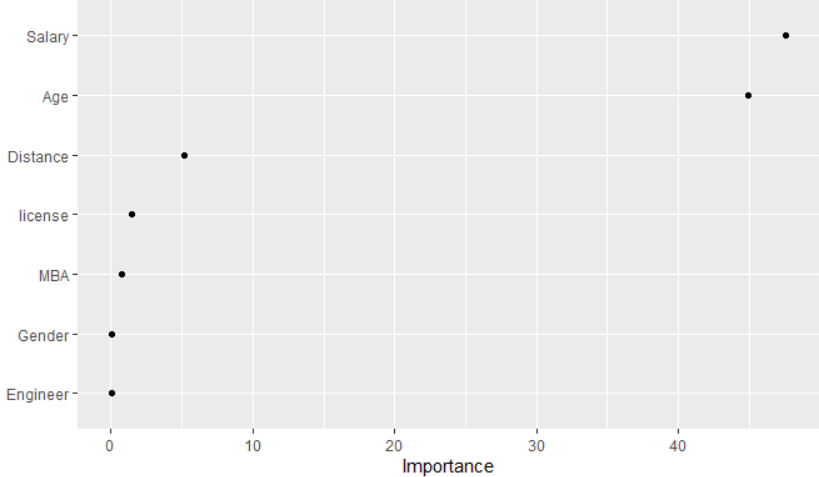 Salary
Age
Distance
license
MBA
Gender
Engineer
0 10 20 30 40
Importance